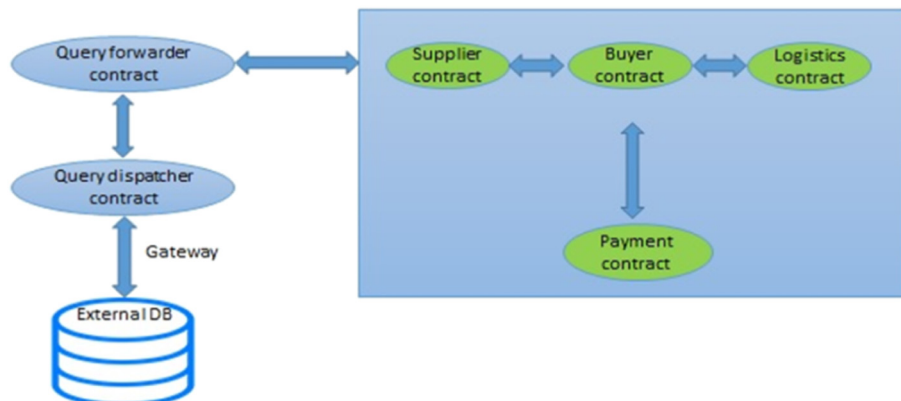 Query forwarder
contract
Supplier
contract
Buyer
contract
Logistics
contract
Query dispatcher
contract
Gateway
Payment
contract
External DB